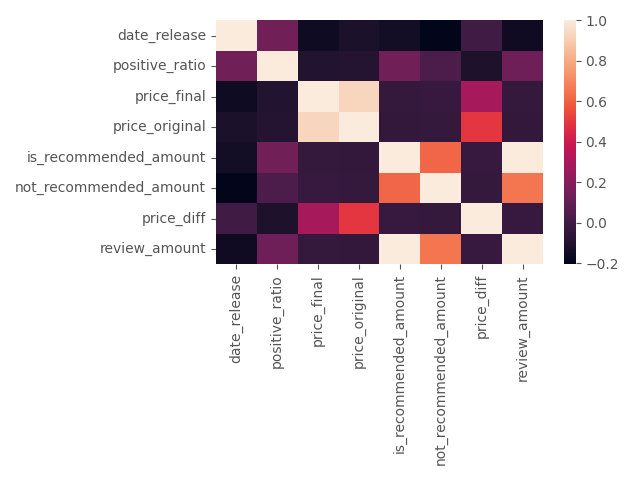 date_release
positive_ratio
price_final
price_original
is_recommended_amount
not_recommended_amount
price_diff
review_amount
date_release
positive_ratio
price_final
price_original
is_recommended_amount
not_recommended_amount
price_diff
review_amount
1.0
0.8
0.6
0.4
0.2
0.0
−0.2